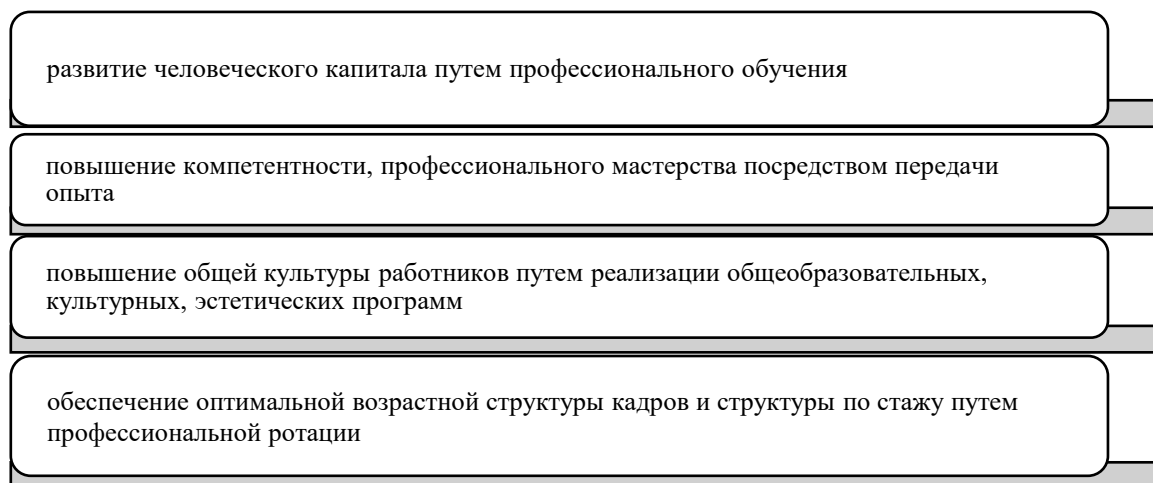 развитие человеческого капитала путем профессионального обучения
повышение компетентности, профессионального мастерства посредством передачи
опыта
повышение общей культуры работников путем реализации общеобразовательных,
культурных, эстетических программ
обеспечение оптимальной возрастной структуры кадров и структуры по стажу путем
профессиональной ротации